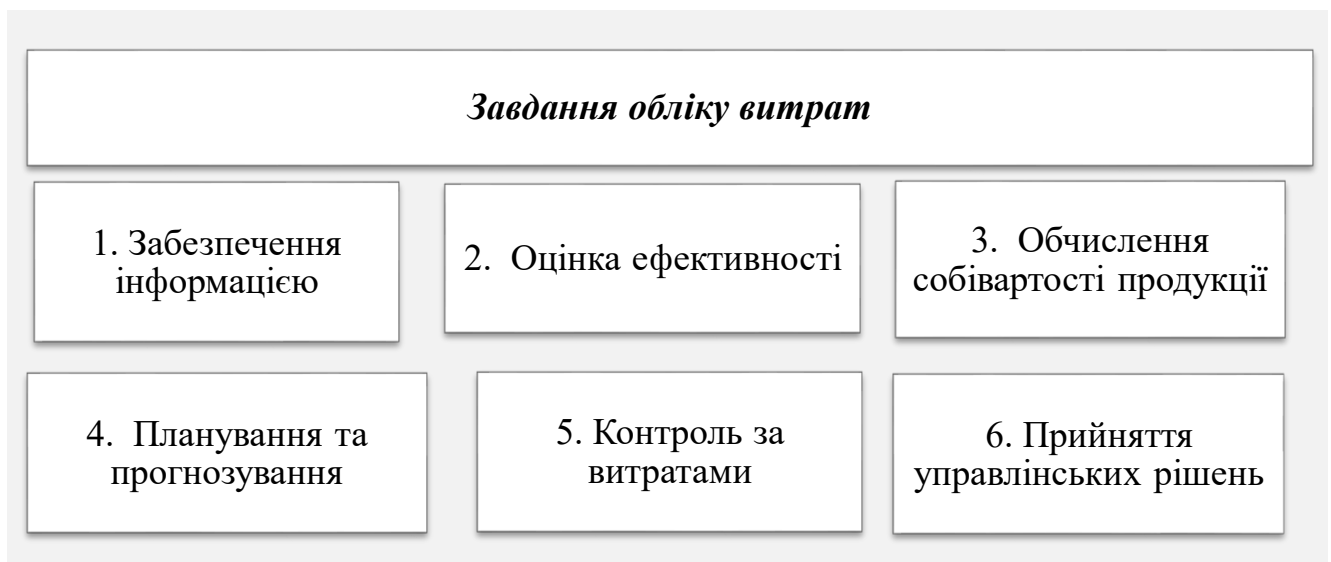 Завдання обліку витрат
1. Забезпечення
інформацією
2. Оцінка ефективності
3. Обчислення
собівартості продукції
4. Планування та
прогнозування
5. Контроль за
витратами
6. Прийняття
управлінських рішень